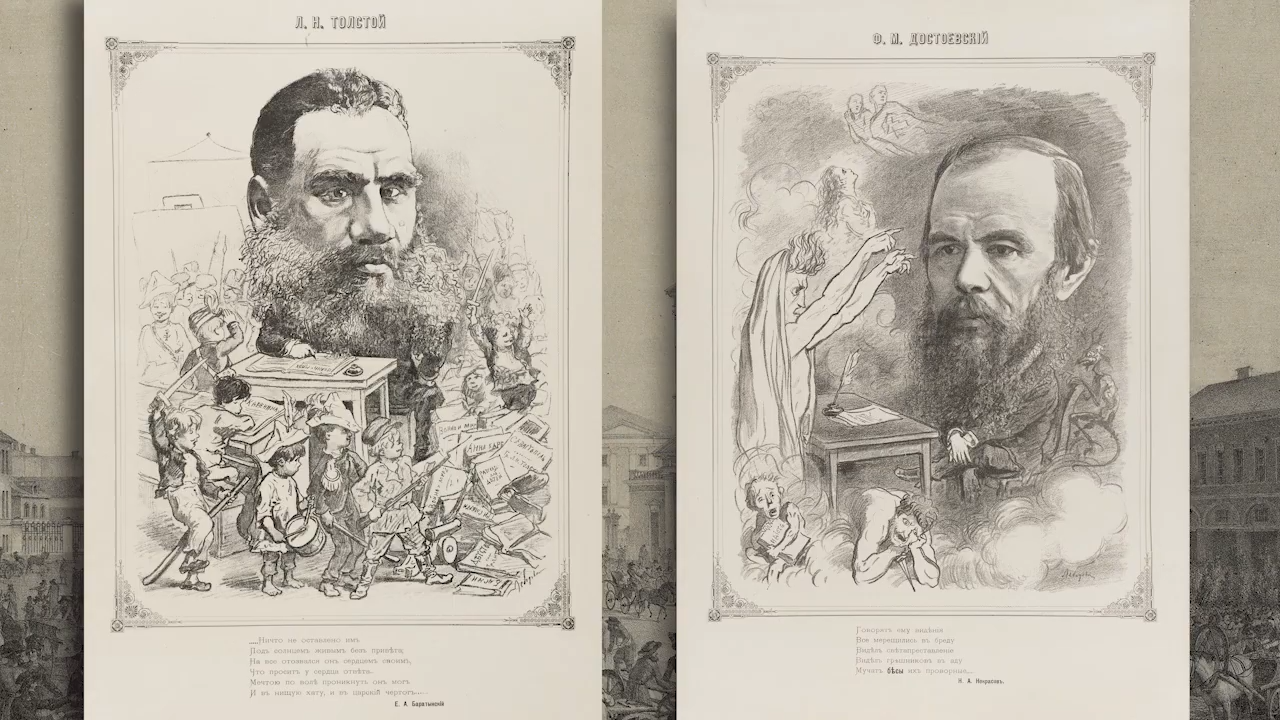 Л. Н. ТОЛСТОЙ
....Ничто не оставлено имъ
Подъ солнцемъ живымъ безъ привѣта;
На все отозвался онъ сердцемъ своимъ,
Что проситъ у сердца отвѣта.
Мечтою по волѣ проникнуть онъ могъ
И въ нищую хату, и въ царскій чертогъ......
Е. А. Баратынскій
Ф. М. ДОСТОЕВСКІЙ
Говорятъ ему видѣнія
Все мерещились въ бреду
Видѣлъ свѣтопреставленіе
Видѣлъ грѣшниковъ въ аду
Мучатъ бѣсы ихъ проворные,
Н. А. Некрасовъ.